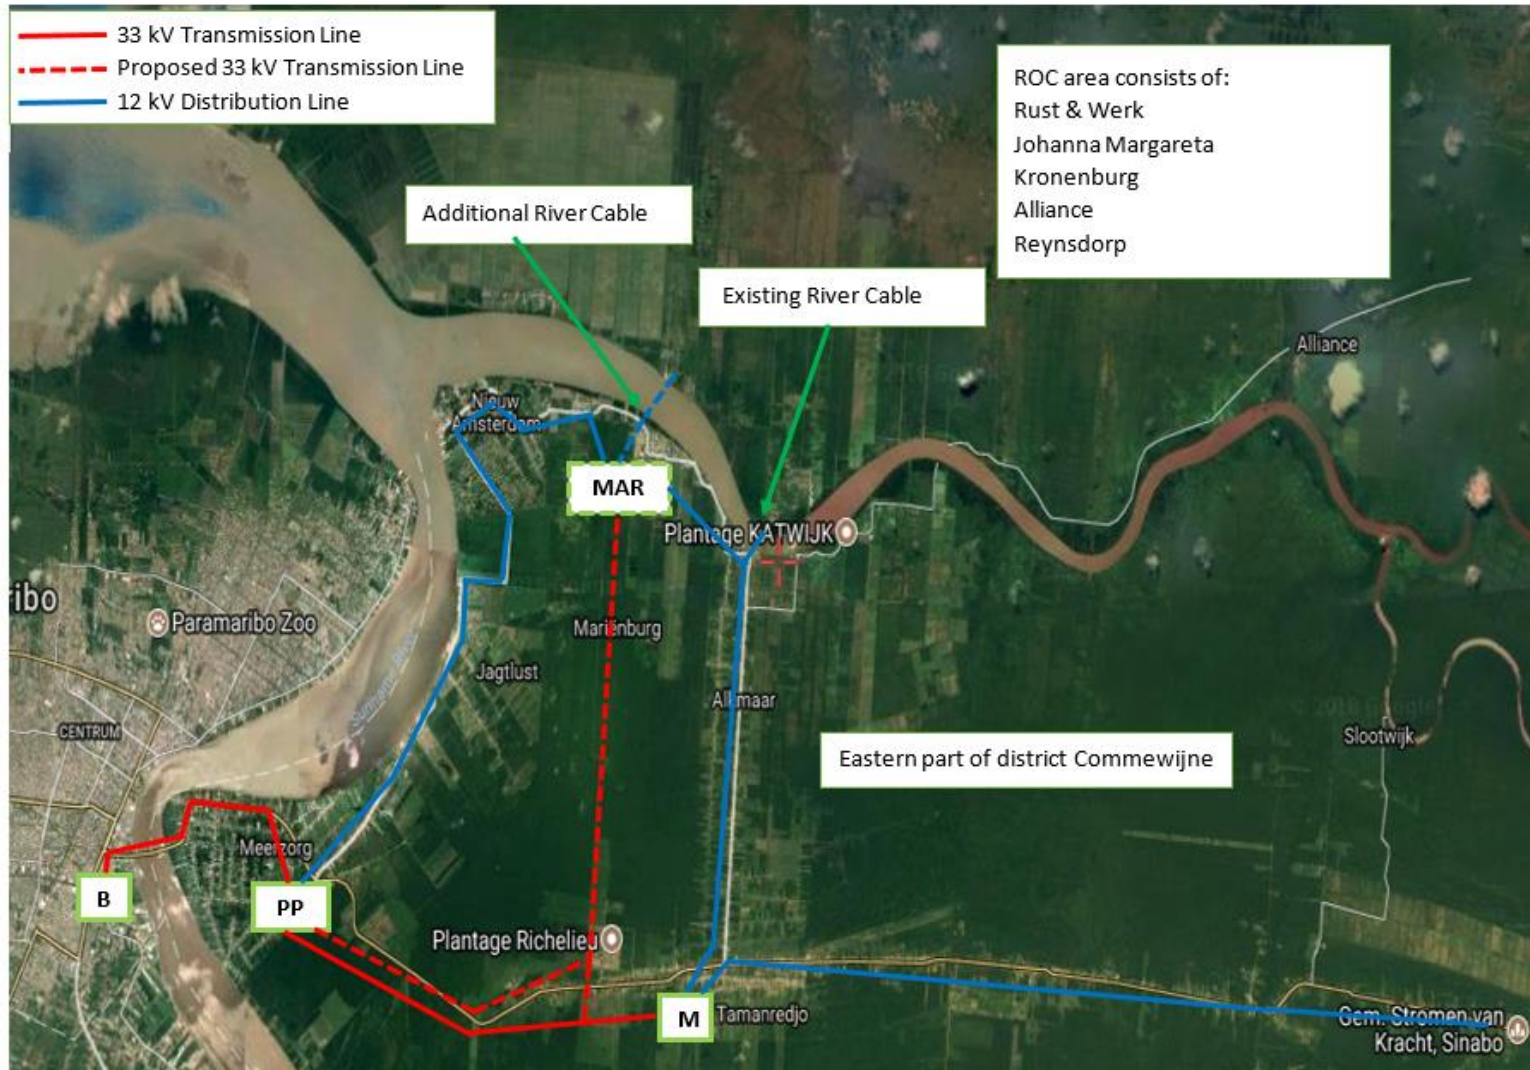 33 kV Transmission Line
Proposed 33 kV Transmission Line
12 kV Distribution Line
ROC area consists of:
Rust & Werk
Johanna Margareta
Kronenburg
Alliance
Reynsdorp
Additional River Cable
Existing River Cable
Alliance
Nieuw
Amsterdam
MAR
Plantage KATWIJK
ribo
Paramaribo Zoo
Mariënburg
Jagtlust
Alkmaar
CENTRUM
Slootwijk
Eastern part of district Commewijne
Meerzorg
B
PP
Plantage Richelieu
M
Tamanredjo
Gem. Stromen van
Kracht, Sinabo